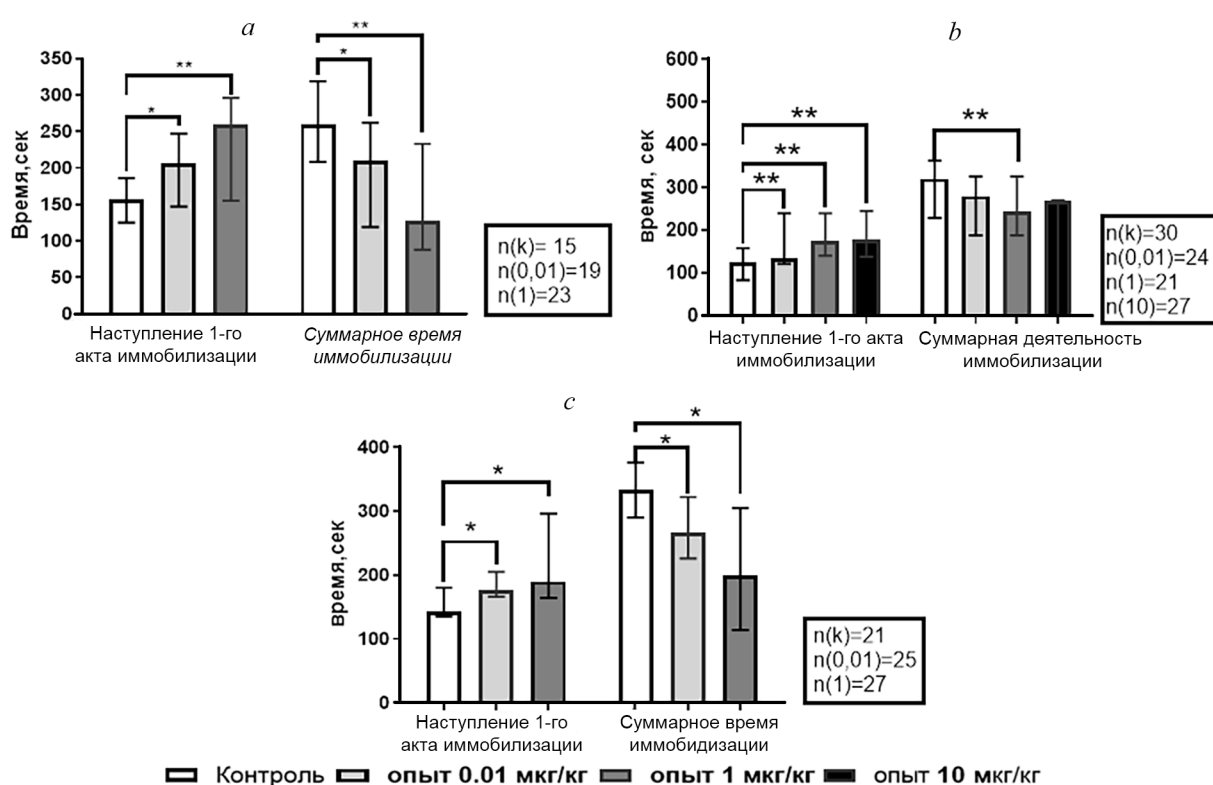 a
**
**
*
*
350
300
250
200
150
100
50
0
Время,сек
Наступление 1-го
акта иммобилизации
Суммарное время
иммобилизации
n(k)= 15
n(0,01)=19
n(1)=23
b
**
**
**
**
600
500
400
300
200
100
0
время, сек
Наступление 1-го акта
иммобилизации
Суммарная деятельность
иммобилизации
n(k)=30
n(0,01)=24
n(1)=21
n(10)=27
c
*
*
*
*
400
300
200
100
0
время,сек
Наступление 1-го
акта иммобилизации
Суммарное время
иммобидизации
n(k)=21
n(0,01)=25
n(1)=27
Контроль опыт 0.01 мкг/кг опыт 1 мкг/кг опыт 10 мкг/кг